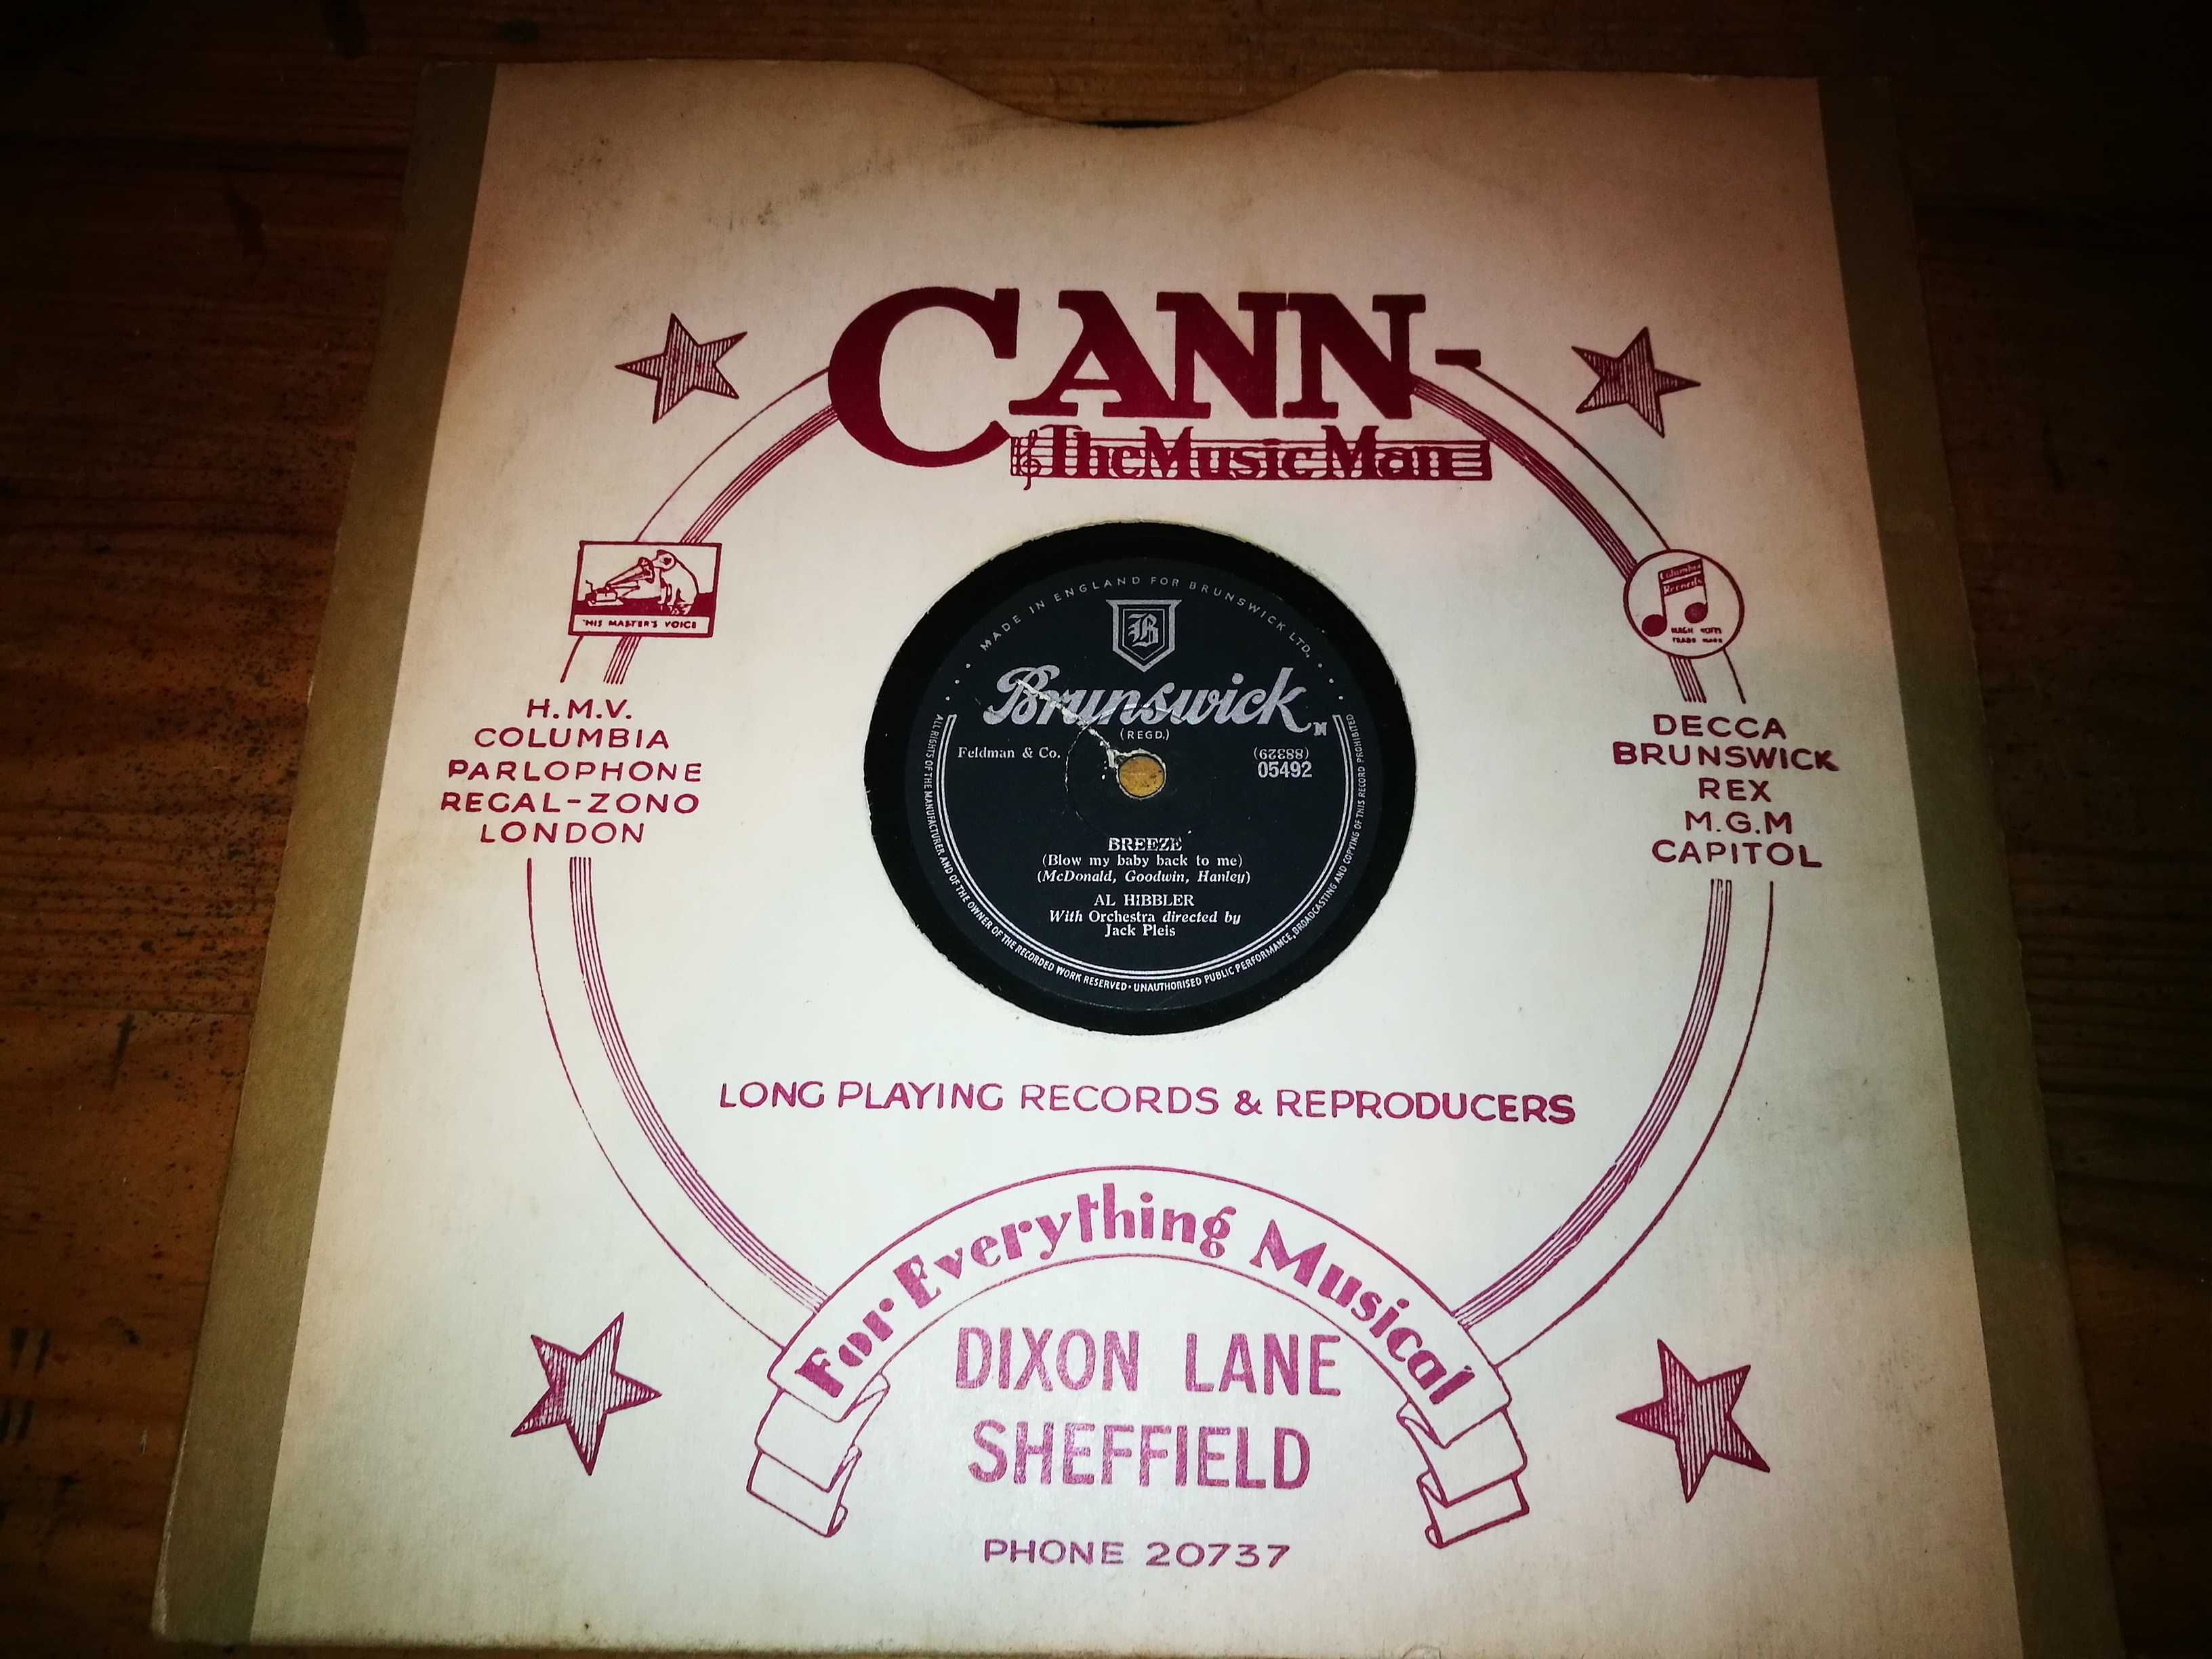 CANN-
The Music Man
"HIS MASTER'S VOICE"
Columbia
Records
TRADE MARK
H.M.V.
COLUMBIA
PARLOPHONE
REGAL-ZONO
LONDON
DECCA
BRUNSWICK
REX
M.G.M
CAPITOL
MADE IN ENGLAND FOR BRUNSWICK LTD.
B
Brunswick
(REGD.)
Feldman & Co.
(88329)
05492
BREEZE
(Blow my baby back to me)
(McDonald, Goodwin, Hanley)
AL HIBBLER
With Orchestra directed by
Jack Pleis
ALL RIGHTS OF THE MANUFACTURER AND OF THE OWNER OF THE RECORDED WORK RESERVED · UNAUTHORISED PUBLIC PERFORMANCE, BROADCASTING AND COPYING OF THIS RECORD PROHIBITED
LONG PLAYING RECORDS & REPRODUCERS
For Everything Musical
DIXON LANE
SHEFFIELD
PHONE 20737